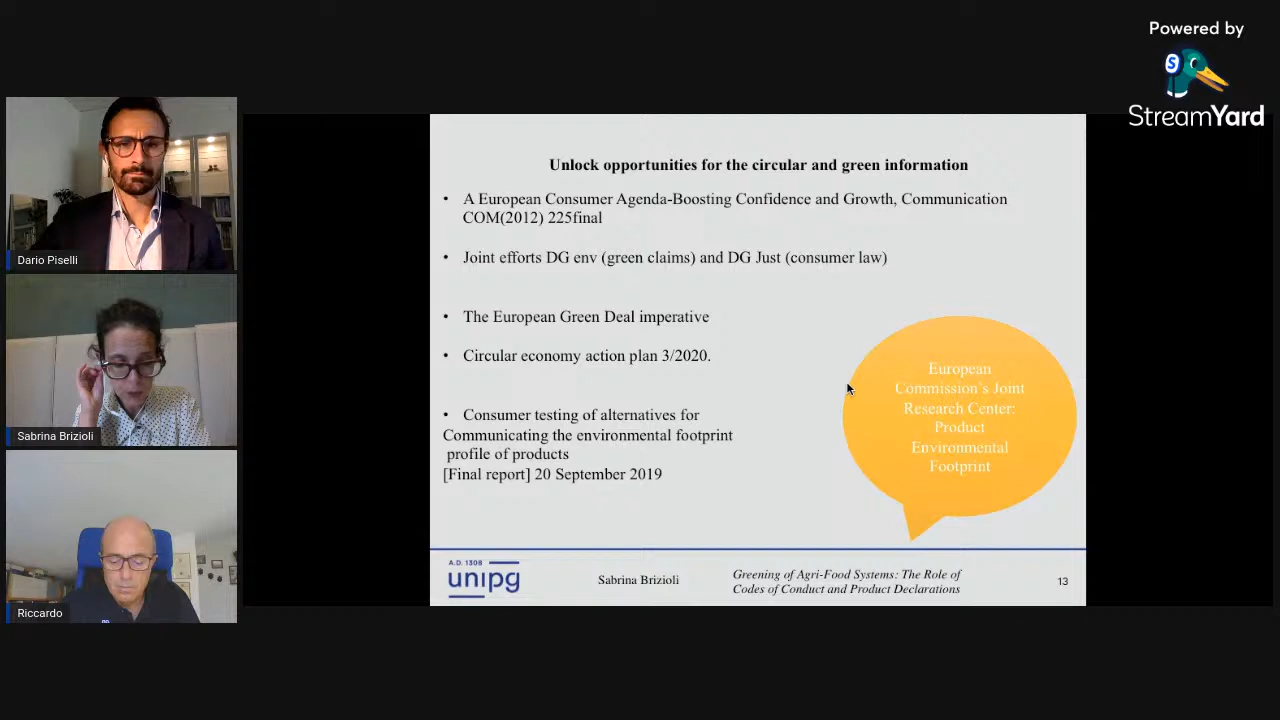 Powered by
StreamYard
Dario Piselli
Sabrina Brizioli
Riccardo
Unlock opportunities for the circular and green information
• A European Consumer Agenda-Boosting Confidence and Growth, Communication
COM(2012) 225final
• Joint efforts DG env (green claims) and DG Just (consumer law)
• The European Green Deal imperative
• Circular economy action plan 3/2020.
• Consumer testing of alternatives for
Communicating the environmental footprint
profile of products
[Final report] 20 September 2019
European
Commission`s Joint
Research Center:
Product
Environmental
Footprint
A.D. 1308
unipg
Sabrina Brizioli
Greening of Agri-Food Systems: The Role of
Codes of Conduct and Product Declarations
13